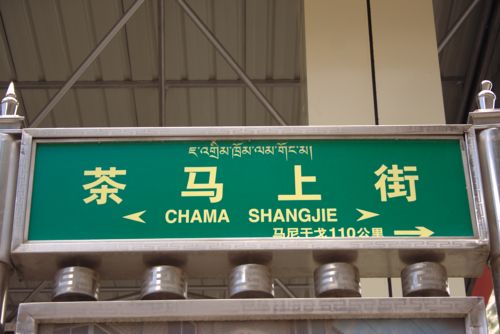 ཇ་འགྲིམ་ཁྲོམ་ལམ་གོང་མ།
茶马上街
CHAMA SHANGJIE
马尼干戈110公里